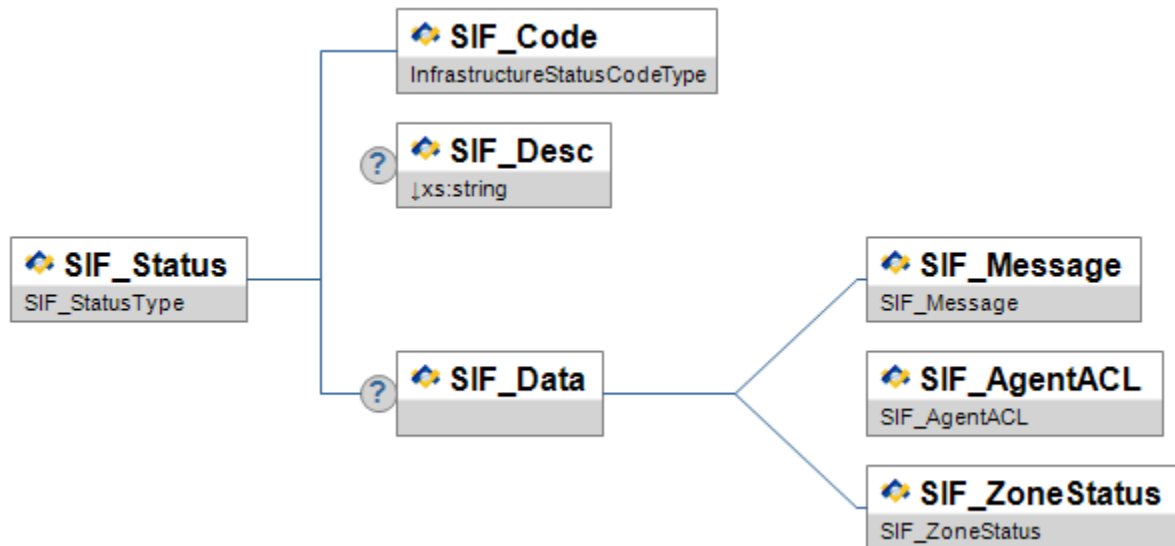 SIF_Code
InfrastructureStatusCodeType
?
SIF_Desc
↓xs:string
SIF_Status
SIF_StatusType
?
SIF_Data
SIF_Message
SIF_Message
SIF_AgentACL
SIF_AgentACL
SIF_ZoneStatus
SIF_ZoneStatus